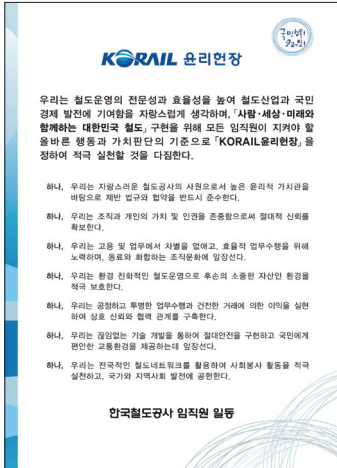 국민행복
코레일
KORAIL 윤리헌장
우리는 철도운영의 전문성과 효율성을 높여 철도산업과 국민
경제 발전에 기여함을 자랑스럽게 생각하며, 「사람·세상·미래와
함께하는 대한민국 철도」 구현을 위해 모든 임직원이 지켜야 할
올바른 행동과 가치판단의 기준으로 「KORAIL윤리헌장」을
정하여 적극 실천할 것을 다짐한다.
하나, 우리는 자랑스러운 철도공사의 사원으로서 높은 윤리적 가치관을
바탕으로 제반 법규와 협약을 반드시 준수한다.
하나, 우리는 조직과 개인의 가치 및 인권을 존중함으로써 절대적 신뢰를
확보한다.
하나, 우리는 고용 및 업무에서 차별을 없애고, 효율적 업무수행을 위해
노력하며, 동료와 화합하는 조직문화에 앞장선다.
하나, 우리는 환경 친화적인 철도운영으로 후손의 소중한 자산인 환경을
적극 보호한다.
하나, 우리는 공정하고 투명한 업무수행과 건전한 거래에 의한 이익을 실현
하여 상호 신뢰와 협력 관계를 구축한다.
하나, 우리는 끊임없는 기술 개발을 통하여 절대안전을 구현하고 국민에게
편안한 교통환경을 제공하는데 앞장선다.
하나, 우리는 전국적인 철도네트워크를 활용하여 사회봉사 활동을 적극
실천하고, 국가와 지역사회 발전에 공헌한다.
한국철도공사 임직원 일동